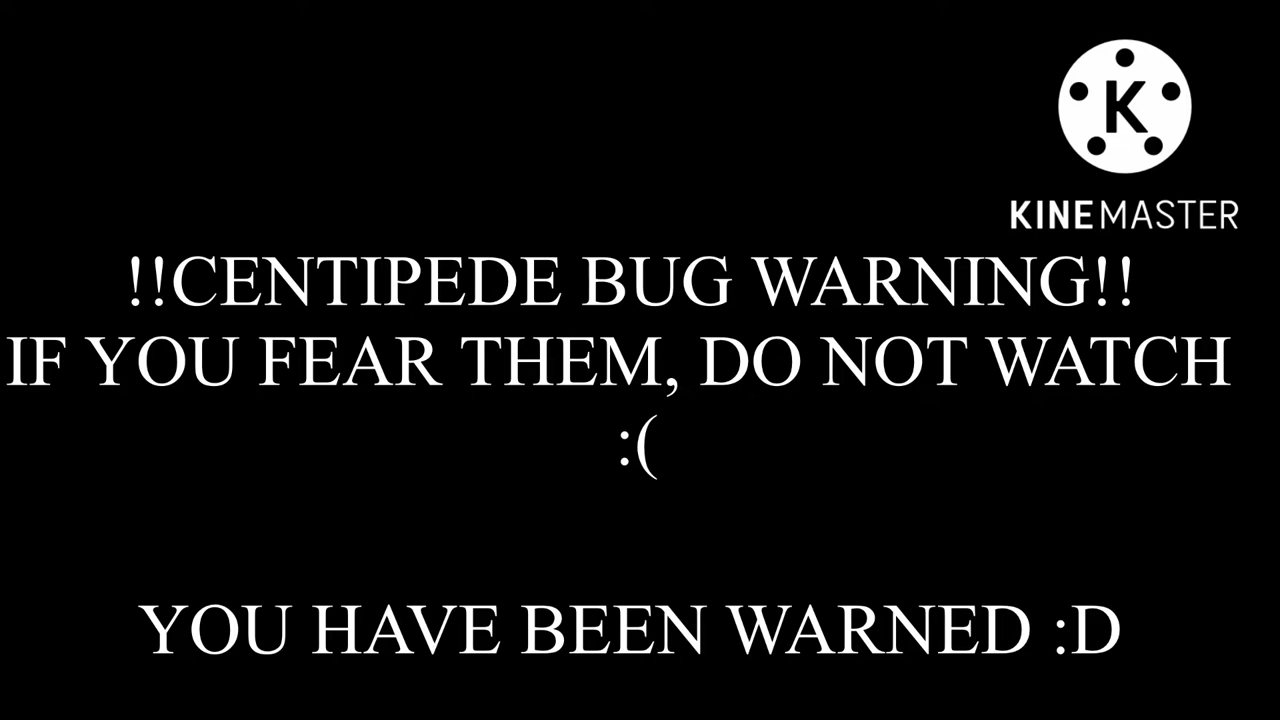 K
KINEMASTER
!!CENTIPEDE BUG WARNING!!
IF YOU FEAR THEM, DO NOT WATCH
:(
YOU HAVE BEEN WARNED :D